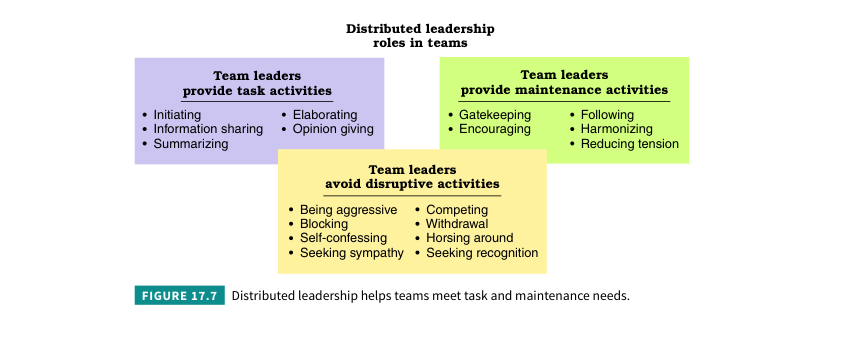 Distributed leadership
roles in teams
Team leaders
provide task activities
• Initiating
• Information sharing
• Summarizing
• Elaborating
• Opinion giving
Team leaders
provide maintenance activities
• Gatekeeping
• Encouraging
• Following
• Harmonizing
• Reducing tension
Team leaders
avoid disruptive activities
• Being aggressive
• Blocking
• Self-confessing
• Seeking sympathy
• Competing
• Withdrawal
• Horsing around
• Seeking recognition
FIGURE 17.7 Distributed leadership helps teams meet task and maintenance needs.